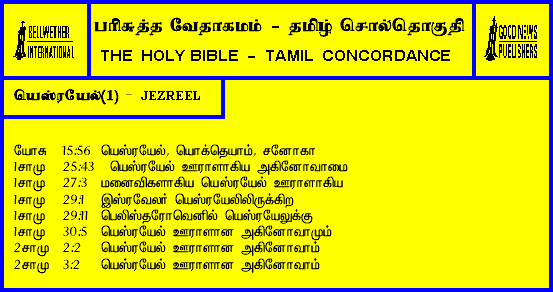 BELLWETHER
INTERNATIONAL
பரிசுத்த வேதாகமம் - தமிழ் சொல்தொகுதி
THE HOLY BIBLE - TAMIL CONCORDANCE
GOOD NEWS
PUBLISHERS
யெஸ்ரயேல்(1) - JEZREEL
யோசு 15:56 யெஸ்ரயேல், யொக்தெயாம், சனோகா
1சாமு 25:43 யெஸ்ரயேல் ஊராளாகிய அகினோவாமை
1சாமு 27:3 மனைவிகளாகிய யெஸ்ரயேல் ஊராளாகிய
1சாமு 29:1 இஸ்ரவேலர் யெஸ்ரயேலிலிருக்கிற
1சாமு 29:11 பெலிஸ்தரோவெனில் யெஸ்ரயேலுக்கு
1சாமு 30:5 யெஸ்ரயேல் ஊராளான அகினோவாமும்
2சாமு 2:2 யெஸ்ரயேல் ஊராளான அகினோவாம்
2சாமு 3:2 யெஸ்ரயேல் ஊராளான அகினோவாம்